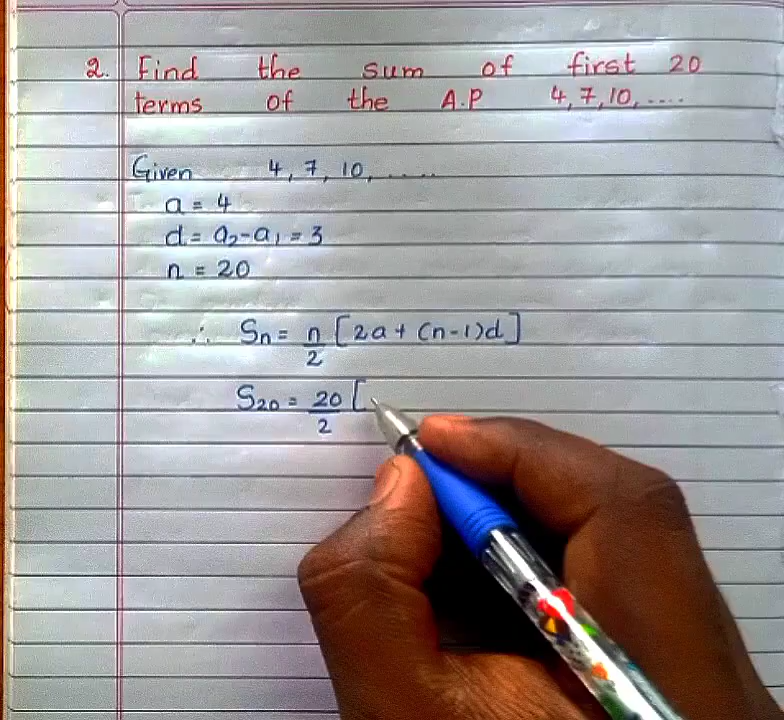 2. Find the sum of first 20
terms of the A.P 4, 7, 10, ....
Given 4, 7, 10, .....
a = 4
d = a₂-a₁ = 3
n = 20
∴ Sn = n/2 [2a + (n-1)d]
S₂₀ = 20/2 [